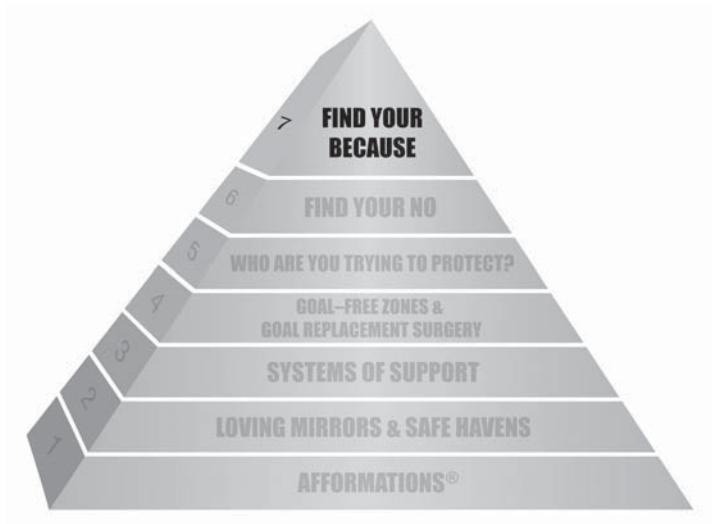 7
FIND YOUR
BECAUSE
6
FIND YOUR NO
5
WHO ARE YOU TRYING TO PROTECT?
4
GOAL–FREE ZONES &
GOAL REPLACEMENT SURGERY
3
SYSTEMS OF SUPPORT
2
LOVING MIRRORS & SAFE HAVENS
1
AFFORMATIONS®